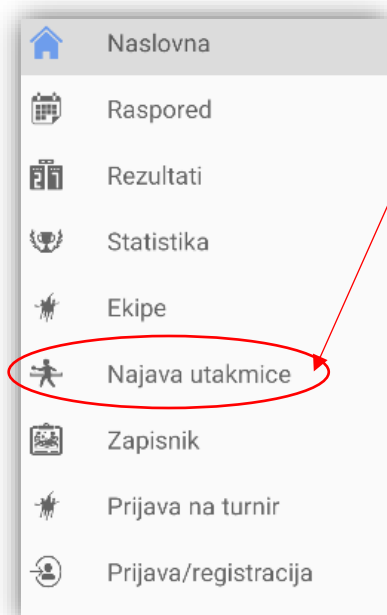 Naslovna
Raspored
Rezultati
Statistika
Ekipe
Najava utakmice
Zapisnik
Prijava na turnir
Prijava/registracija